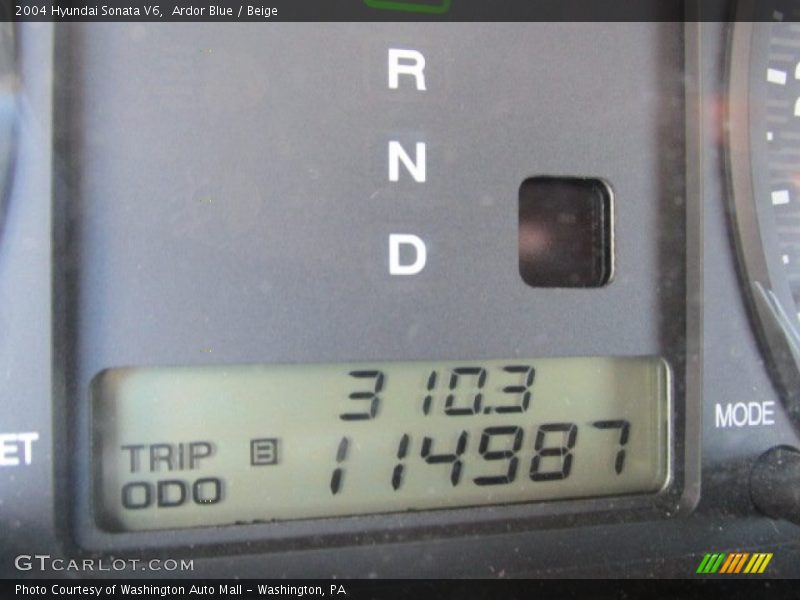 2004 Hyundai Sonata V6,  Ardor Blue / Beige
R
N
D
310.3
TRIP B
ODO 114987
ET
MODE
GTCARLOT.COM
Photo Courtesy of Washington Auto Mall - Washington, PA